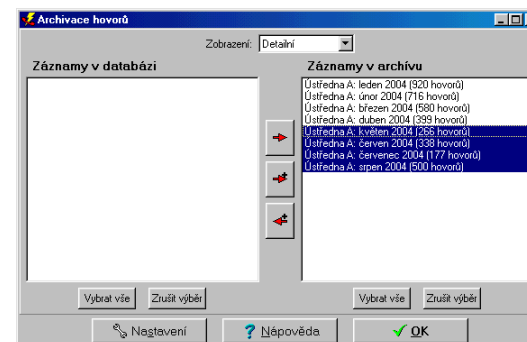 Archivace hovorů
Zobrazení: Detailní
Záznamy v databázi
Záznamy v archívu
Ústředna A: leden 2004 (920 hovorů)
Ústředna A: únor 2004 (716 hovorů)
Ústředna A: březen 2004 (580 hovorů)
Ústředna A: duben 2004 (399 hovorů)
Ústředna A: květen 2004 (266 hovorů)
Ústředna A: červen 2004 (338 hovorů)
Ústředna A: červenec 2004 (177 hovorů)
Ústředna A: srpen 2004 (500 hovorů)
Vybrat vše Zrušit výběr Vybrat vše Zrušit výběr
Nastavení ? Nápověda OK